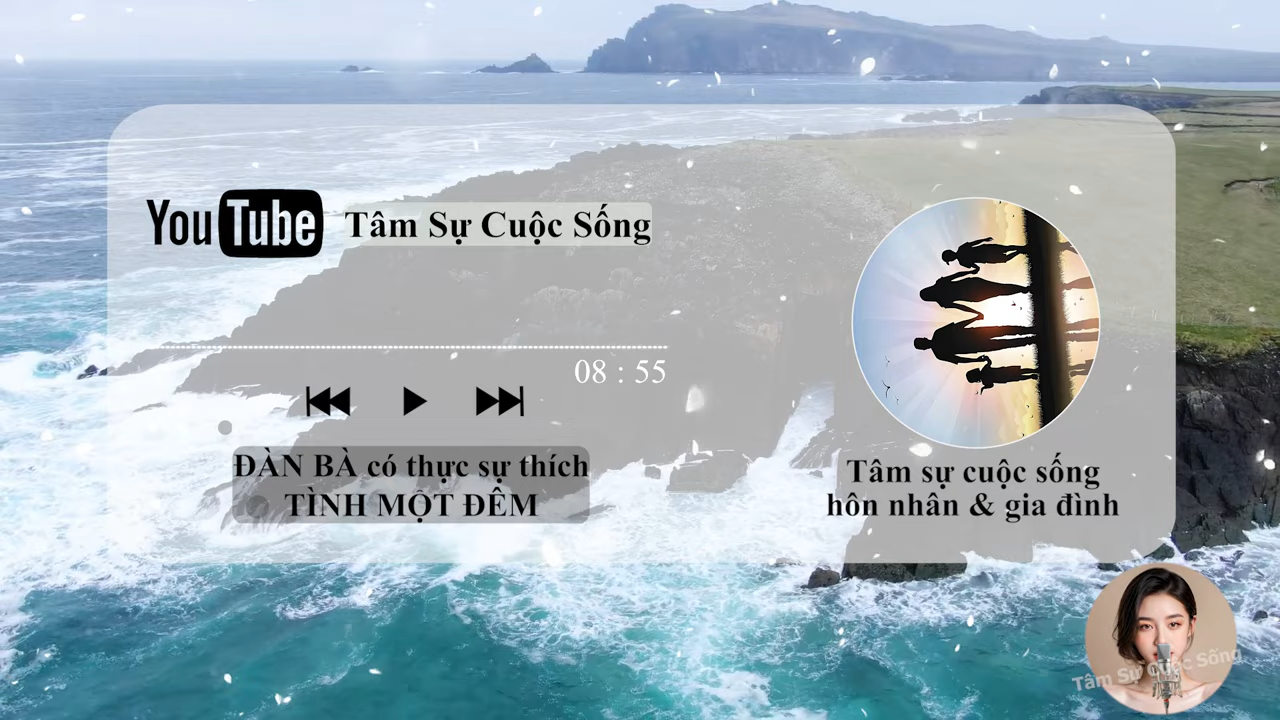 YouTube Tâm Sự Cuộc Sống
08 : 55
ĐÀN BÀ có thực sự thích
TÌNH MỘT ĐÊM
Tâm sự cuộc sống
hôn nhân & gia đình
Tâm Sự Cuộc Sống